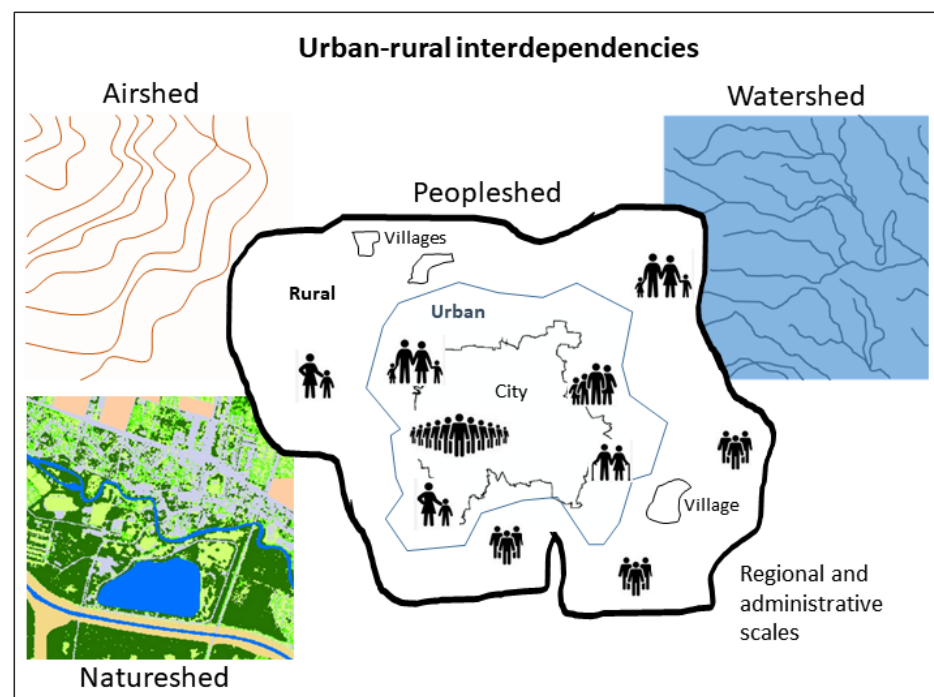 Urban-rural interdependencies
Airshed
Watershed
Peopleshed
Villages
Rural
Urban
City
Village
Regional and
administrative
scales
Natureshed